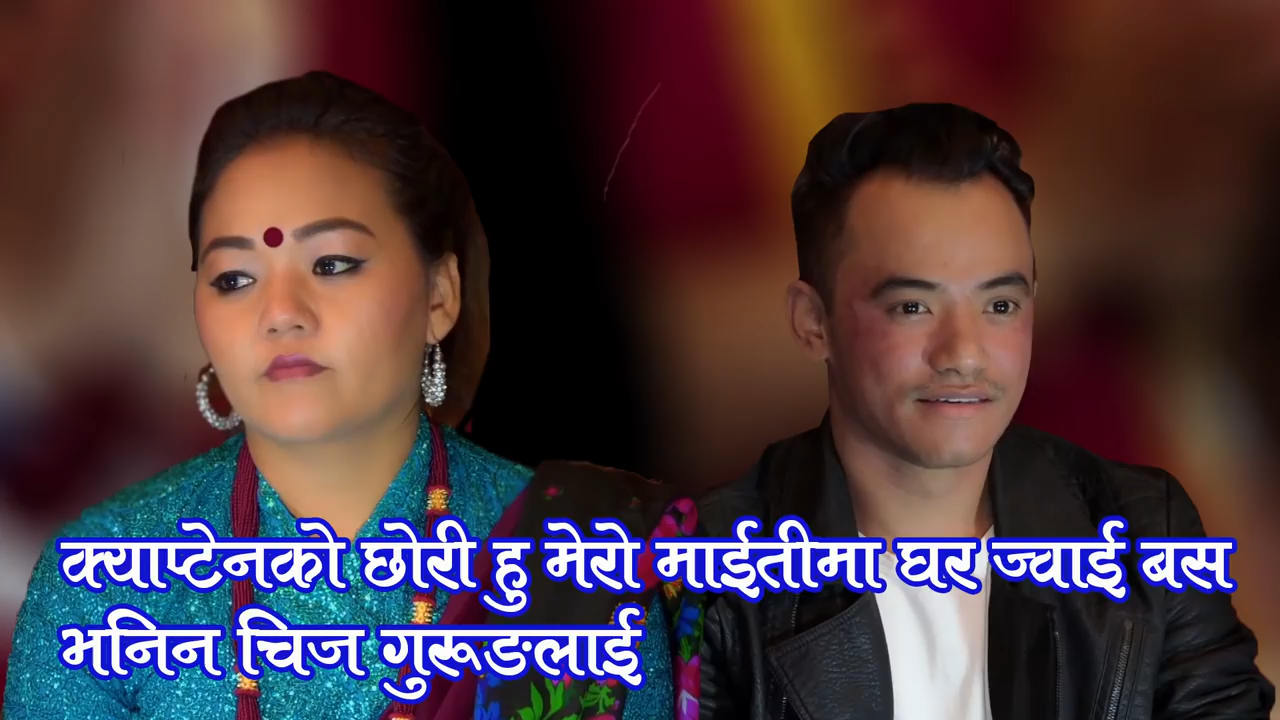 क्याप्टेनको छोरी हु मेरो माईतीमा घर ज्वाई बस
भनिन चिज गुरूङलाई